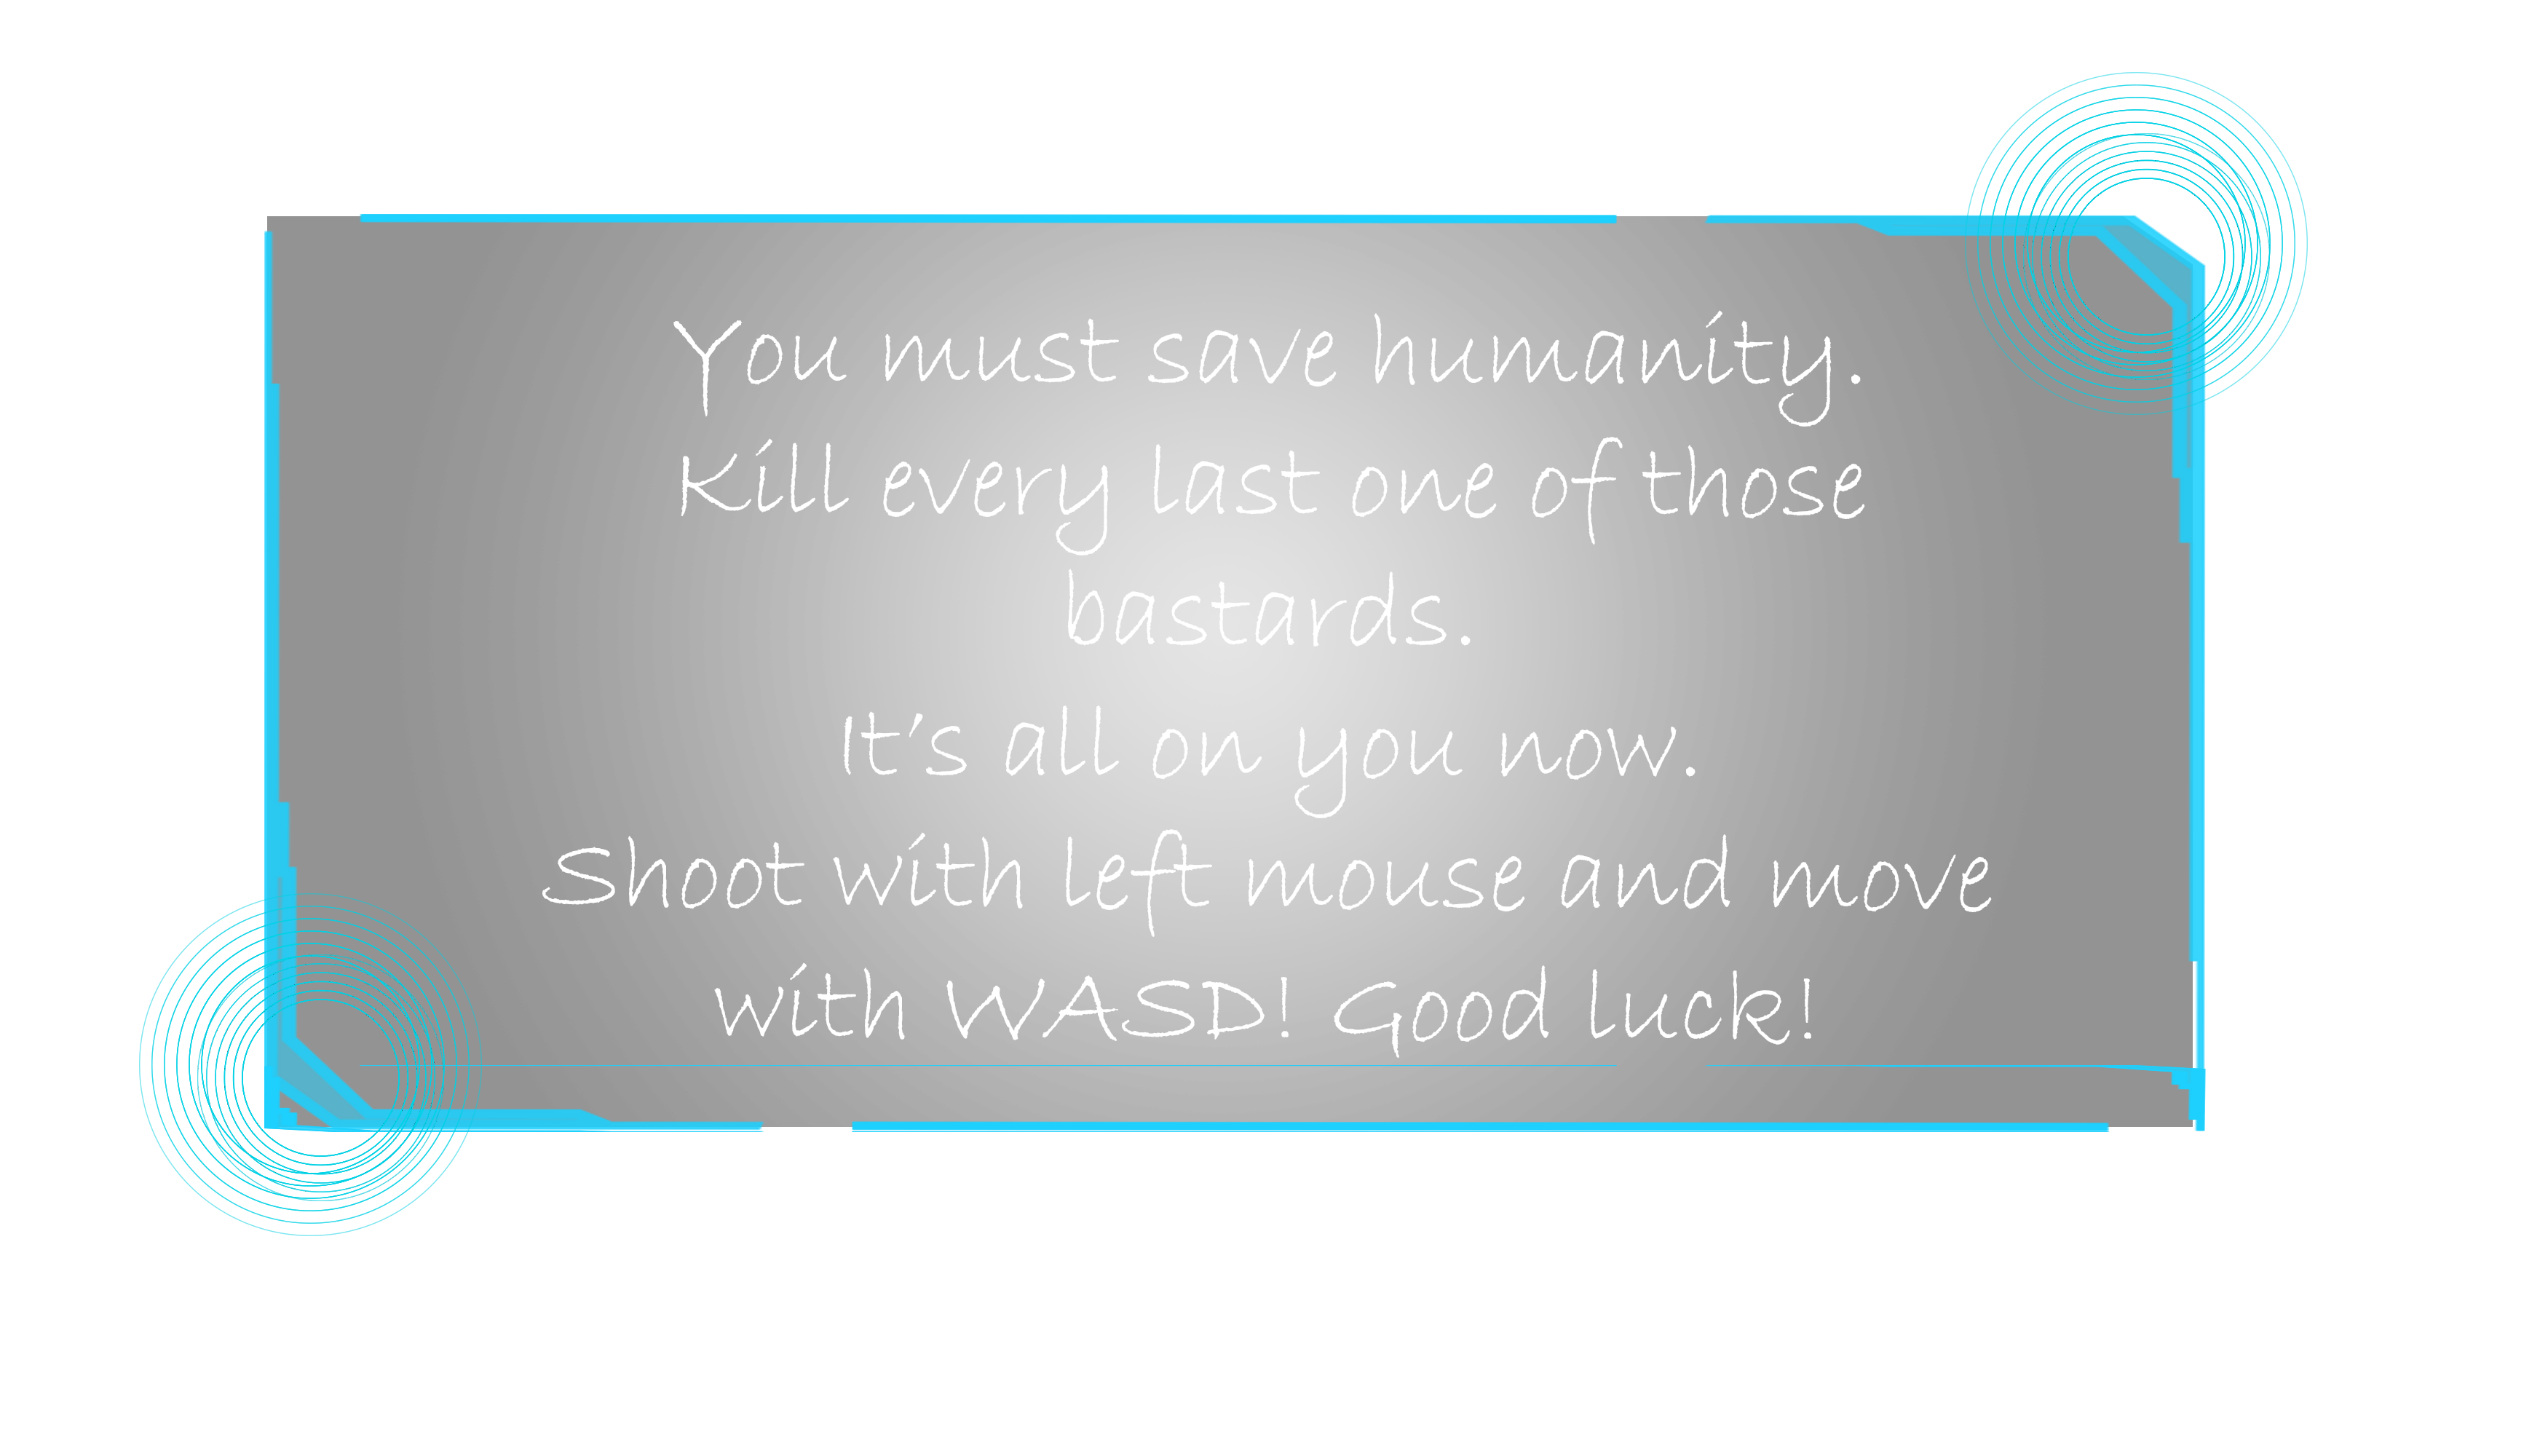 You must save humanity.
Kill every last one of those
bastards.
It's all on you now.
Shoot with left mouse and move
with WASD! Good luck!